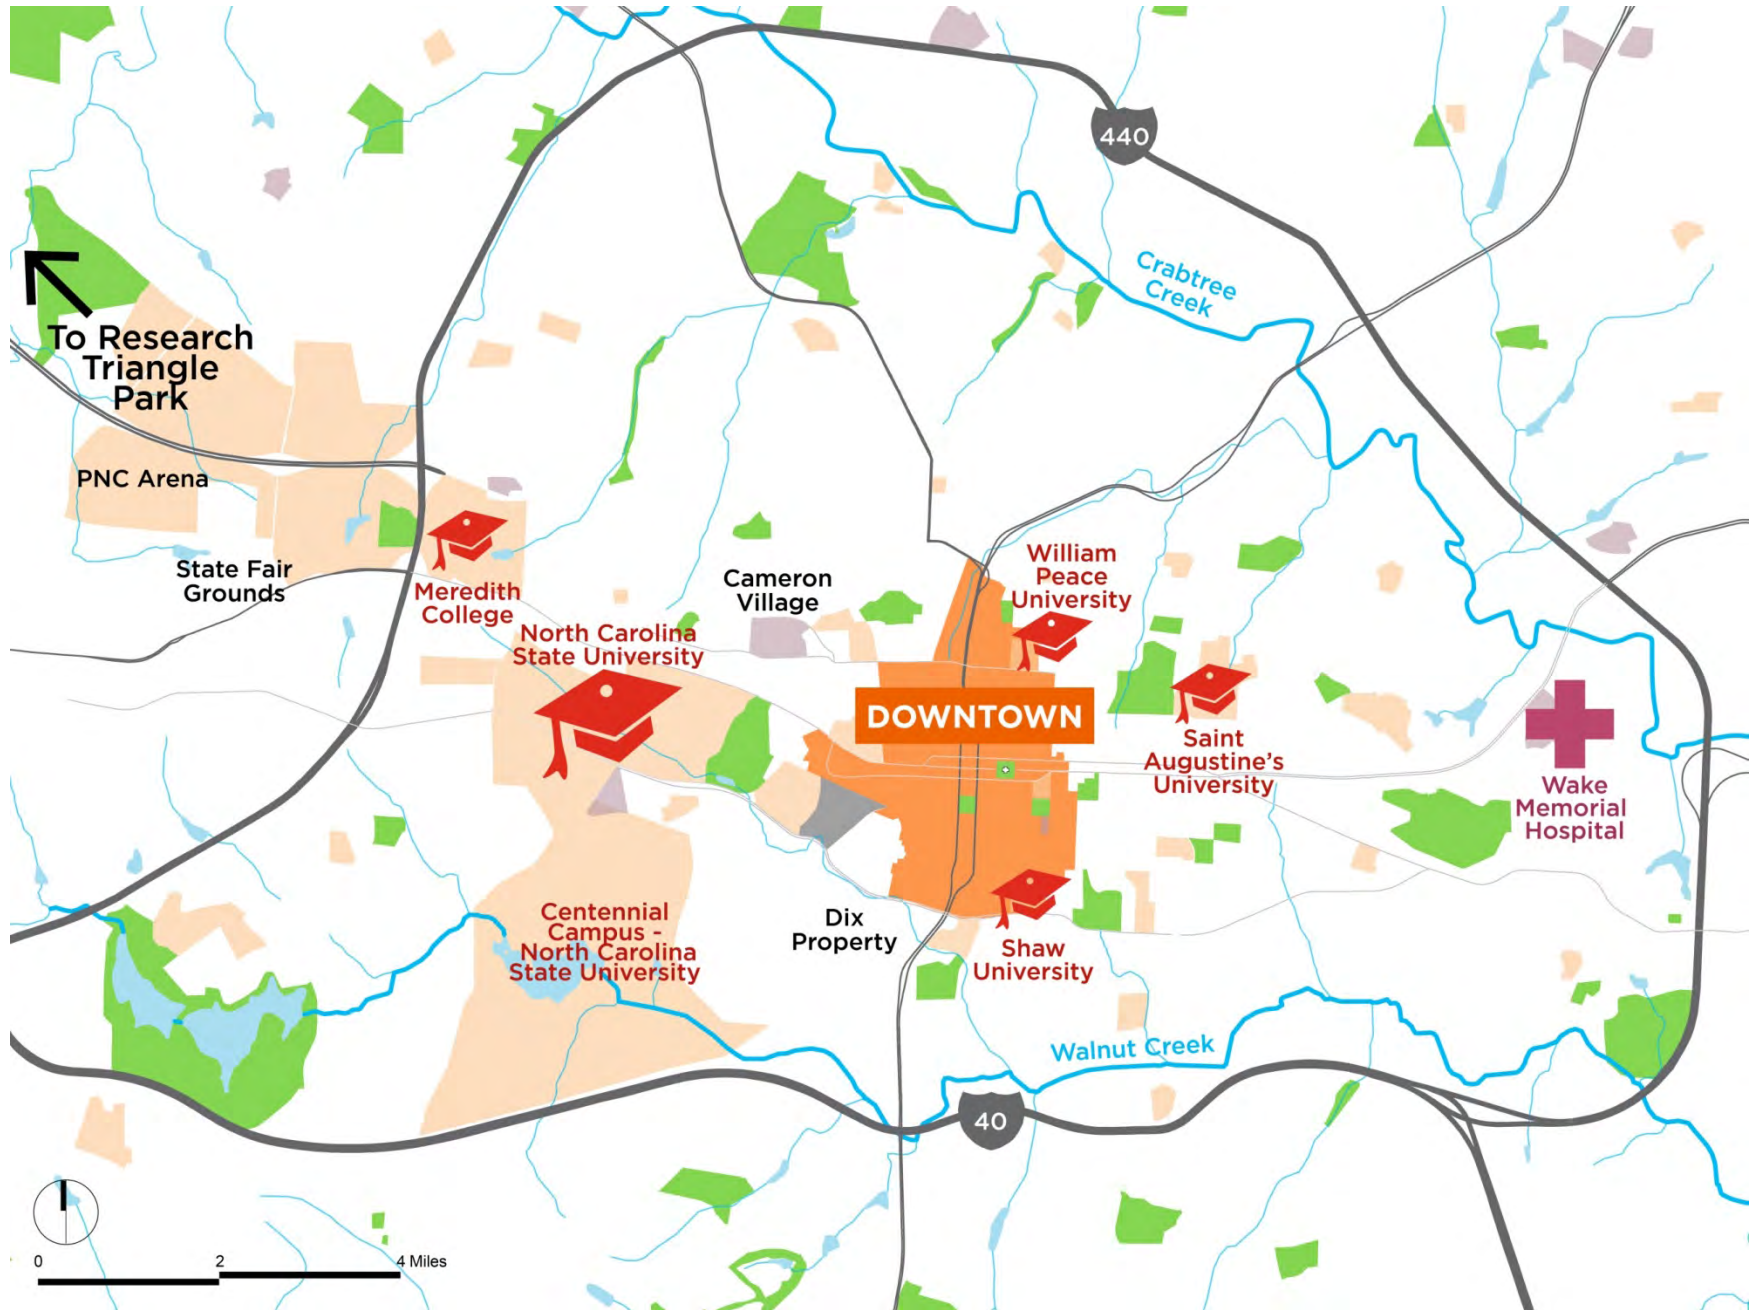 440
Crabtree
Creek
To Research
Triangle
Park
PNC Arena
State Fair
Grounds
Meredith
College
North Carolina
State University
Cameron
Village
William
Peace
University
DOWNTOWN
Saint
Augustine's
University
Wake
Memorial
Hospital
Centennial
Campus -
North Carolina
State University
Dix
Property
Shaw
University
Walnut Creek
40
0 2 4 Miles